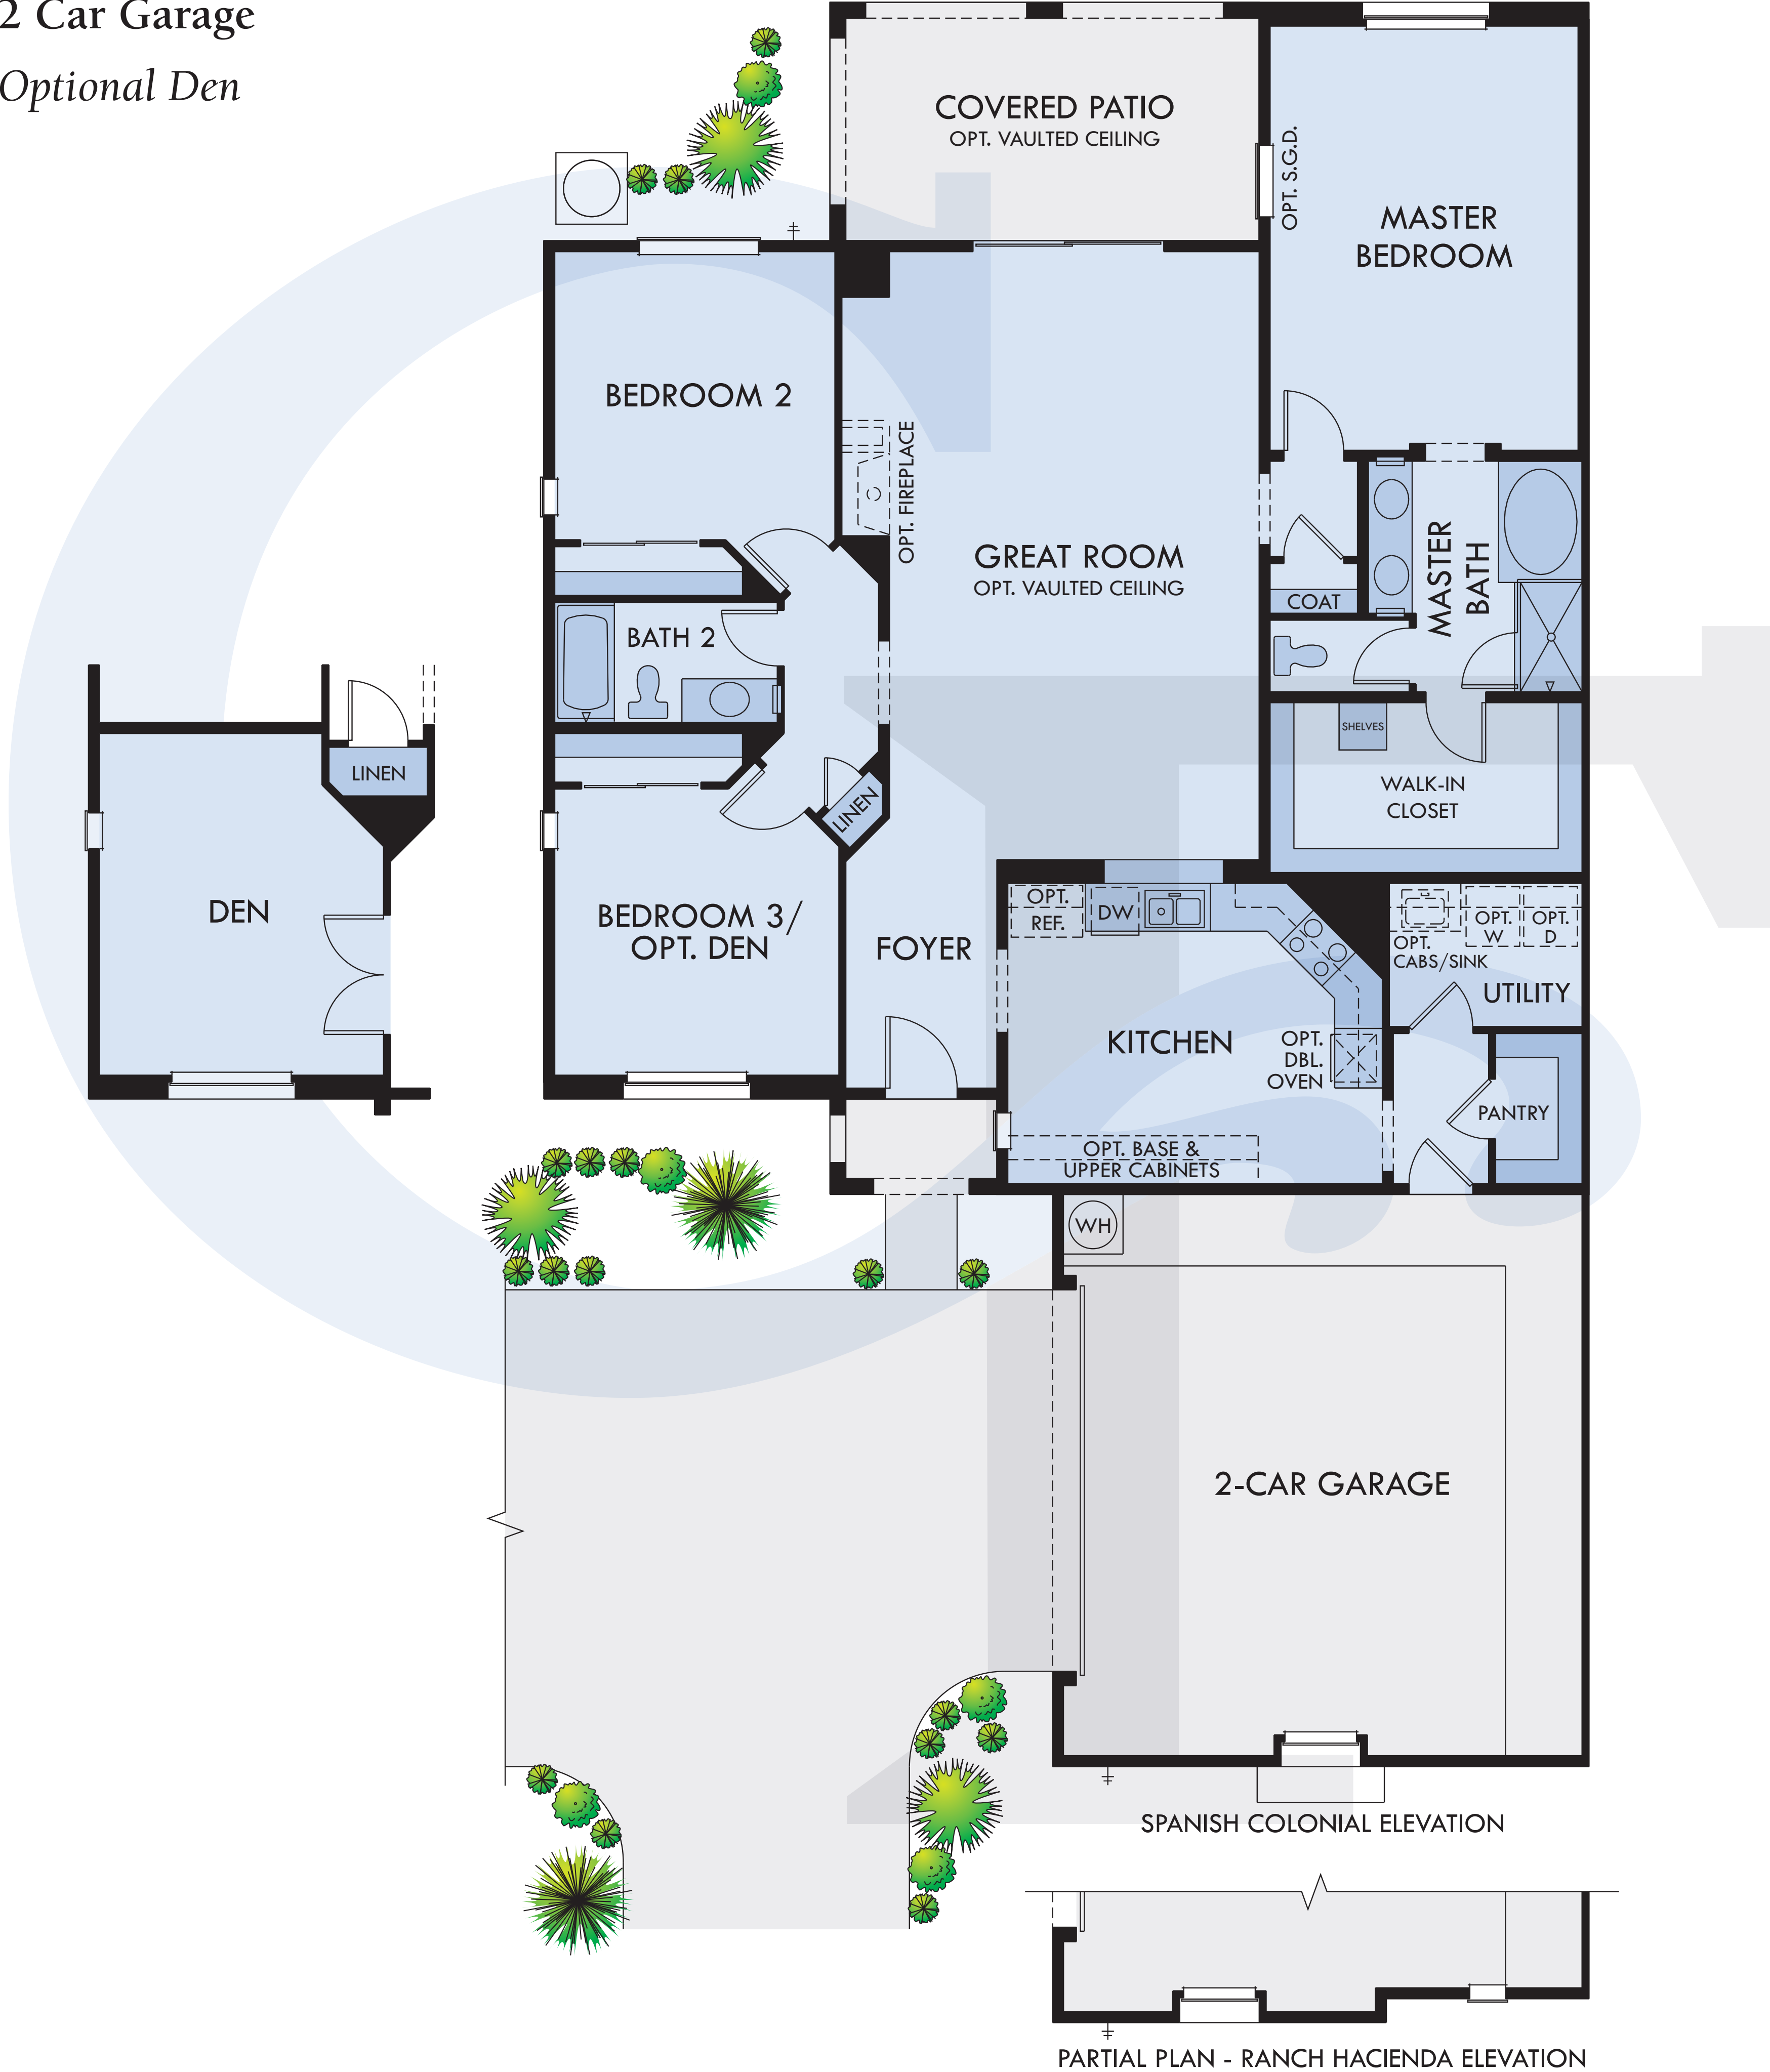 2 Car Garage
Optional Den
COVERED PATIO
OPT. VAULTED CEILING
OPT. S.G.D.
MASTER
BEDROOM
BEDROOM 2
OPT. FIREPLACE
GREAT ROOM
OPT. VAULTED CEILING
COAT
MASTER
BATH
BATH 2
SHELVES
WALK-IN
CLOSET
LINEN
LINEN
DEN
BEDROOM 3/
OPT. DEN
FOYER
OPT.
REF.
DW
OPT.
W
OPT.
D
OPT.
CABS/SINK
UTILITY
KITCHEN
OPT.
DBL.
OVEN
PANTRY
OPT. BASE &
UPPER CABINETS
WH
2-CAR GARAGE
SPANISH COLONIAL ELEVATION
PARTIAL PLAN - RANCH HACIENDA ELEVATION